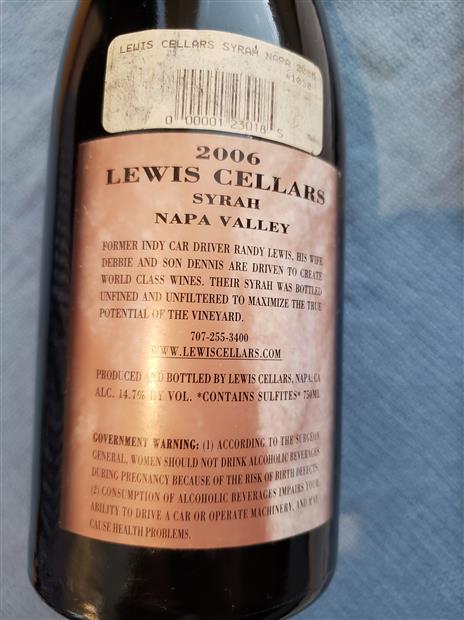 LEWIS CELLARS SYRAH NAPA 2006
0 00001 23018 5
2006
LEWIS CELLARS
SYRAH
NAPA VALLEY
FORMER INDY CAR DRIVER RANDY LEWIS, HIS WIFE
DEBBIE AND SON DENNIS ARE DRIVEN TO CREATE
WORLD CLASS WINES. THEIR SYRAH WAS BOTTLED
UNFINED AND UNFILTERED TO MAXIMIZE THE TRUE
POTENTIAL OF THE VINEYARD.
707-255-3400
WWW.LEWISCELLARS.COM
PRODUCED AND BOTTLED BY LEWIS CELLARS, NAPA, CA
ALC. 14.7% BY VOL. *CONTAINS SULFITES* 750ML
GOVERNMENT WARNING: (1) ACCORDING TO THE SURGEON
GENERAL, WOMEN SHOULD NOT DRINK ALCOHOLIC BEVERAGES
DURING PREGNANCY BECAUSE OF THE RISK OF BIRTH DEFECTS.
(2) CONSUMPTION OF ALCOHOLIC BEVERAGES IMPAIRS YOUR
ABILITY TO DRIVE A CAR OR OPERATE MACHINERY, AND MAY
CAUSE HEALTH PROBLEMS.